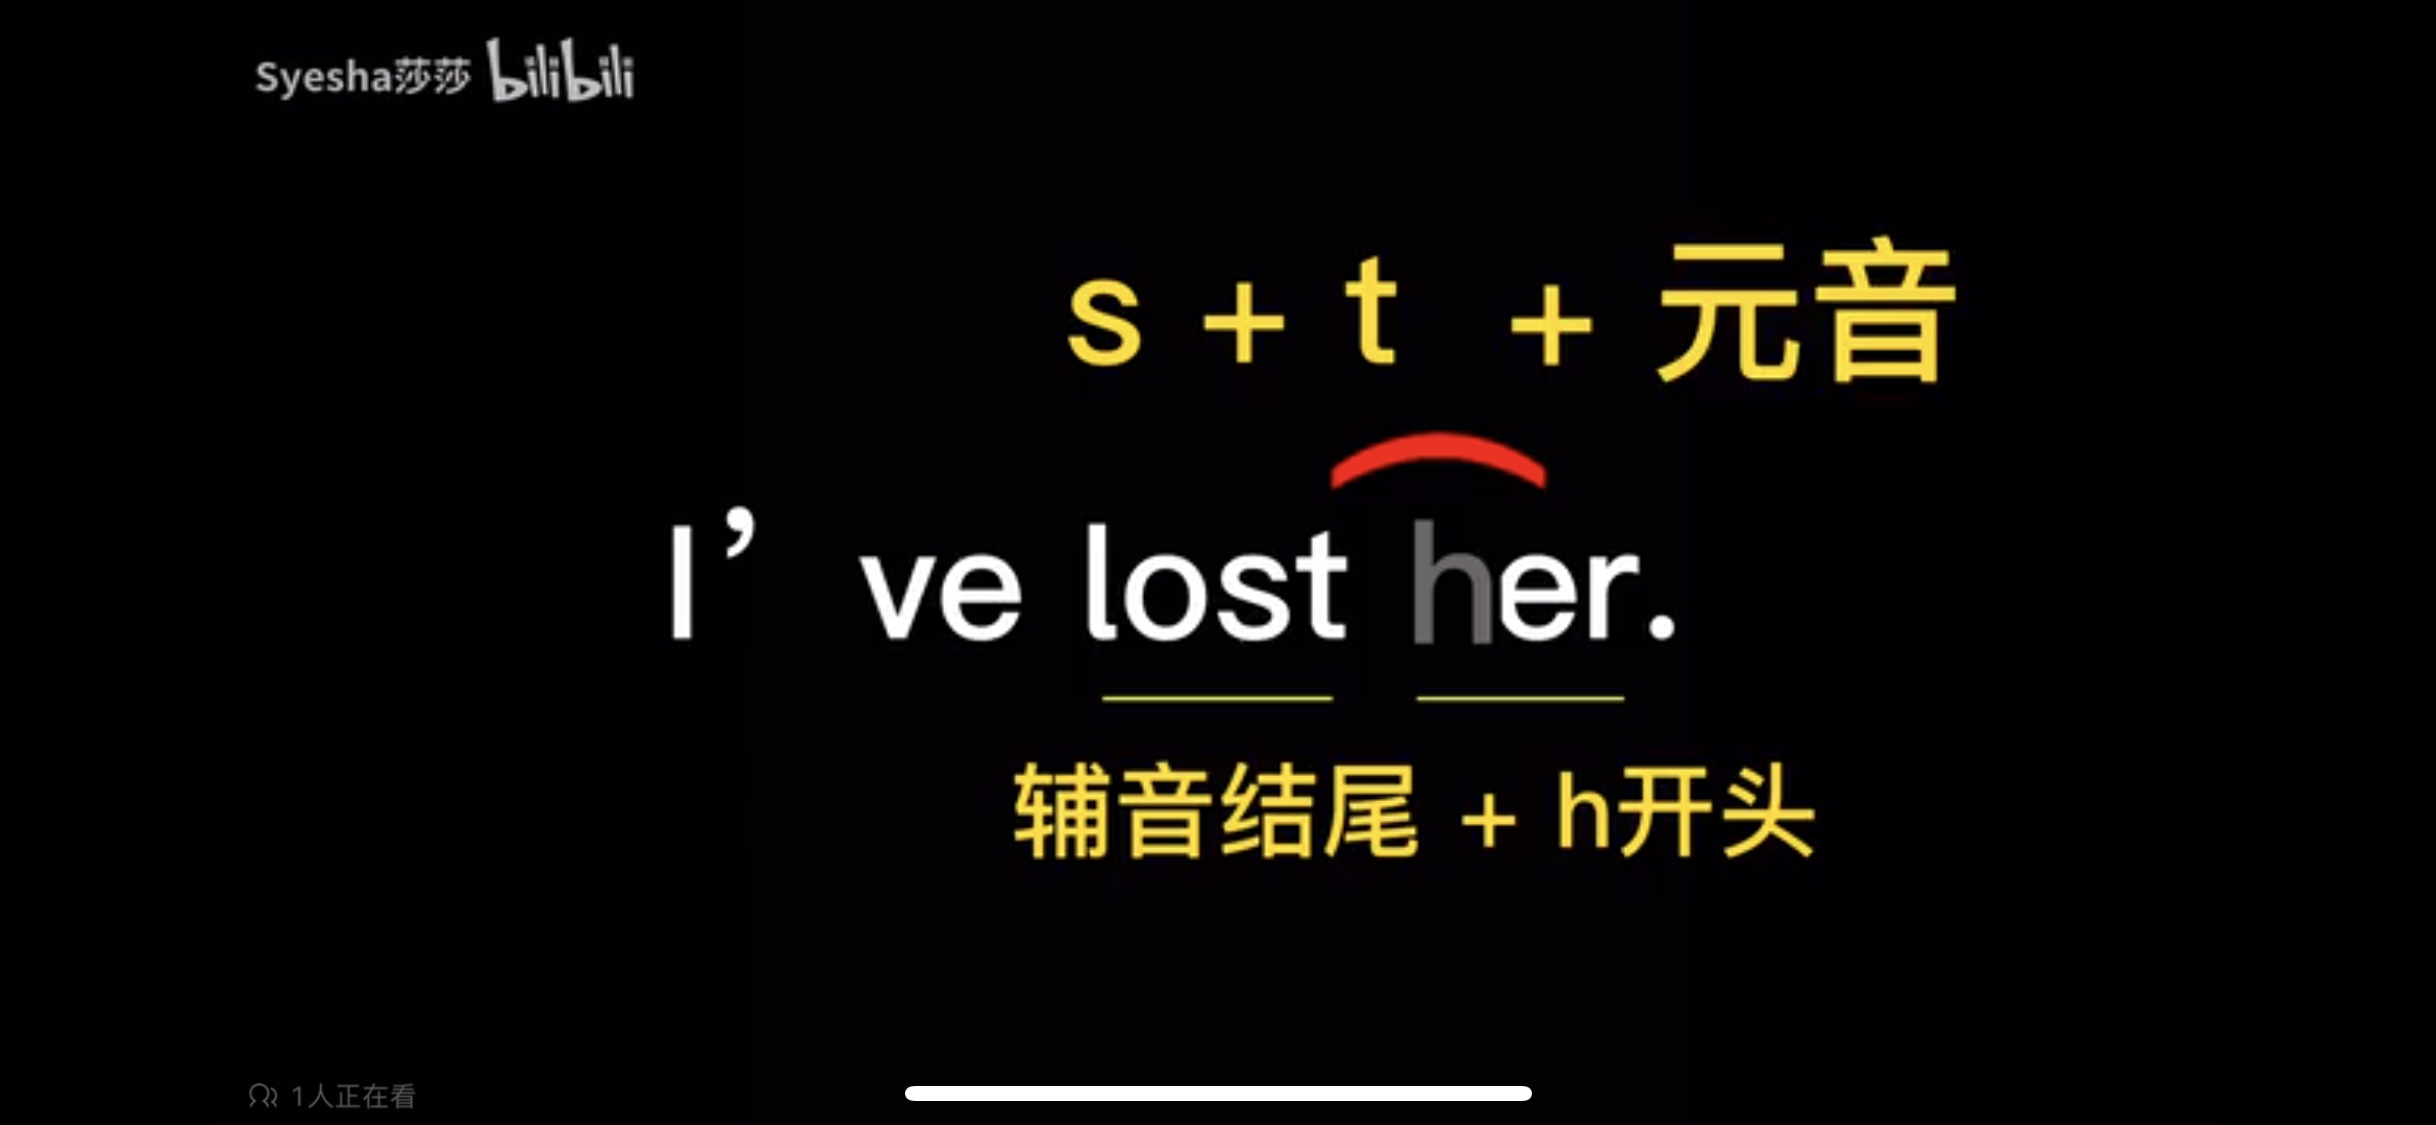 Syesha莎莎 bilibili
s + t + 元音
I’ve lost her.
辅音结尾 + h开头
1人正在看